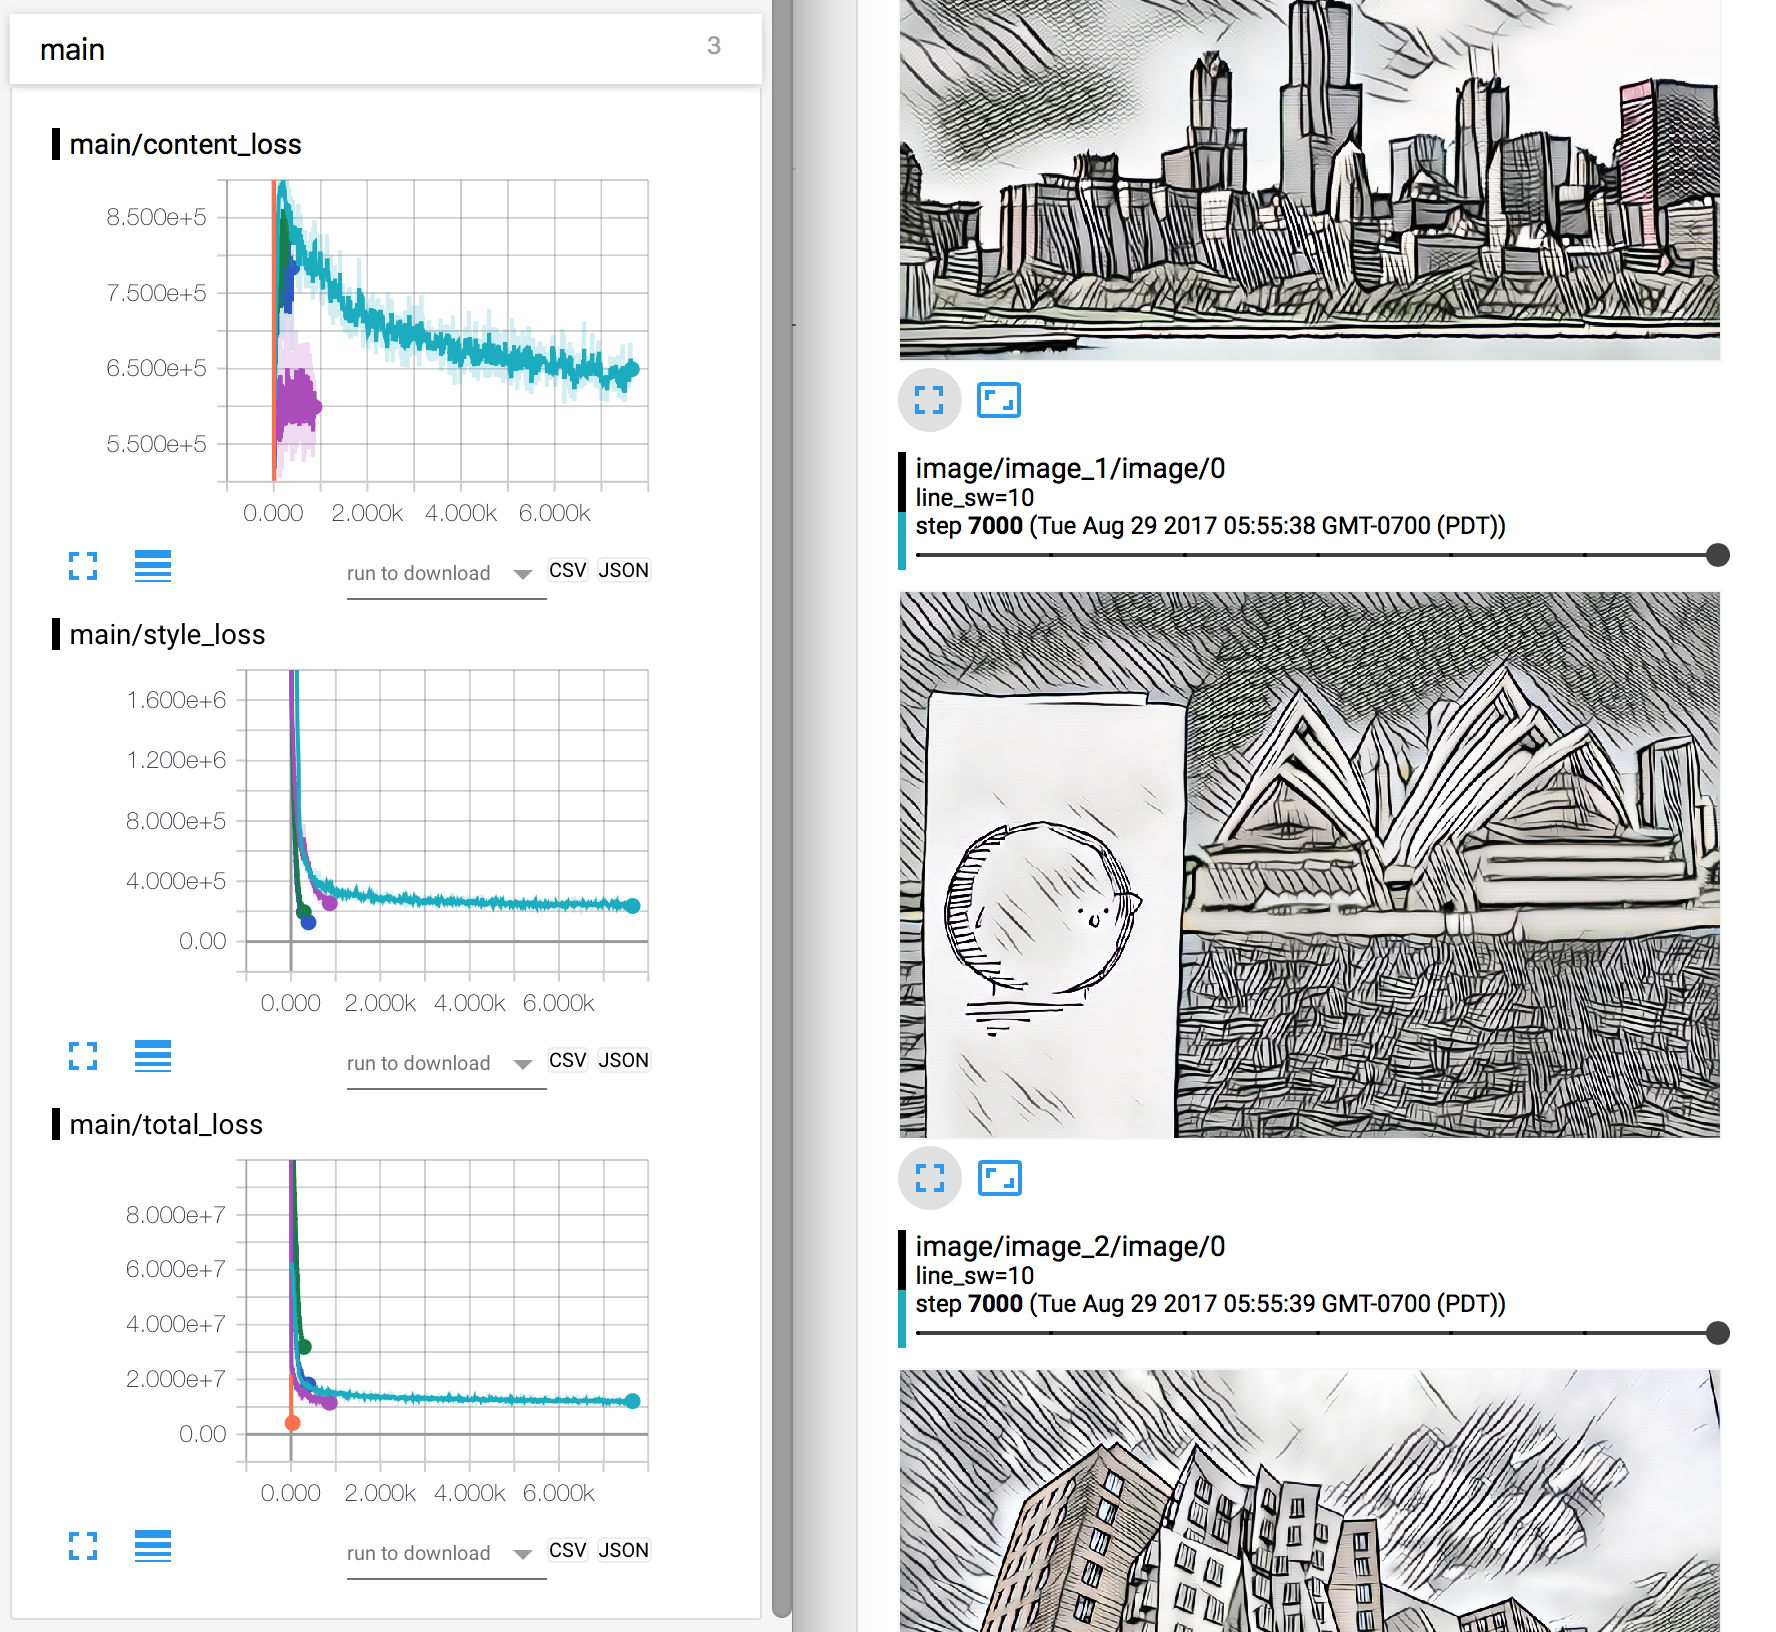 main
3
main/content_loss
8.500e+5
7.500e+5
6.500e+5
5.500e+5
0.000 2.000k 4.000k 6.000k
run to download CSV JSON
main/style_loss
1.600e+6
1.200e+6
8.000e+5
4.000e+5
0.00
0.000 2.000k 4.000k 6.000k
run to download CSV JSON
main/total_loss
8.000e+7
6.000e+7
4.000e+7
2.000e+7
0.00
0.000 2.000k 4.000k 6.000k
run to download CSV JSON
image/image_1/image/0
line_sw=10
step 7000 (Tue Aug 29 2017 05:55:38 GMT-0700 (PDT))
image/image_2/image/0
line_sw=10
step 7000 (Tue Aug 29 2017 05:55:39 GMT-0700 (PDT))